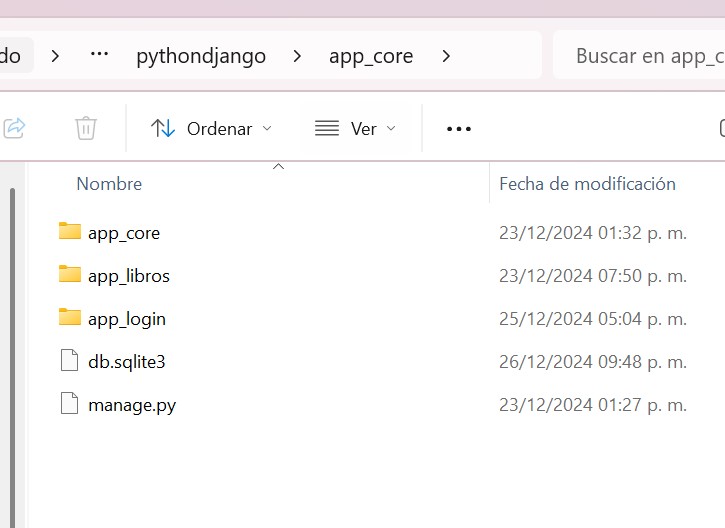 do > ... pythondjango > app_core >
Buscar en app_c
Ordenar Ver
Nombre Fecha de modificación
app_core 23/12/2024 01:32 p. m.
app_libros 23/12/2024 07:50 p. m.
app_login 25/12/2024 05:04 p. m.
db.sqlite3 26/12/2024 09:48 p. m.
manage.py 23/12/2024 01:27 p. m.